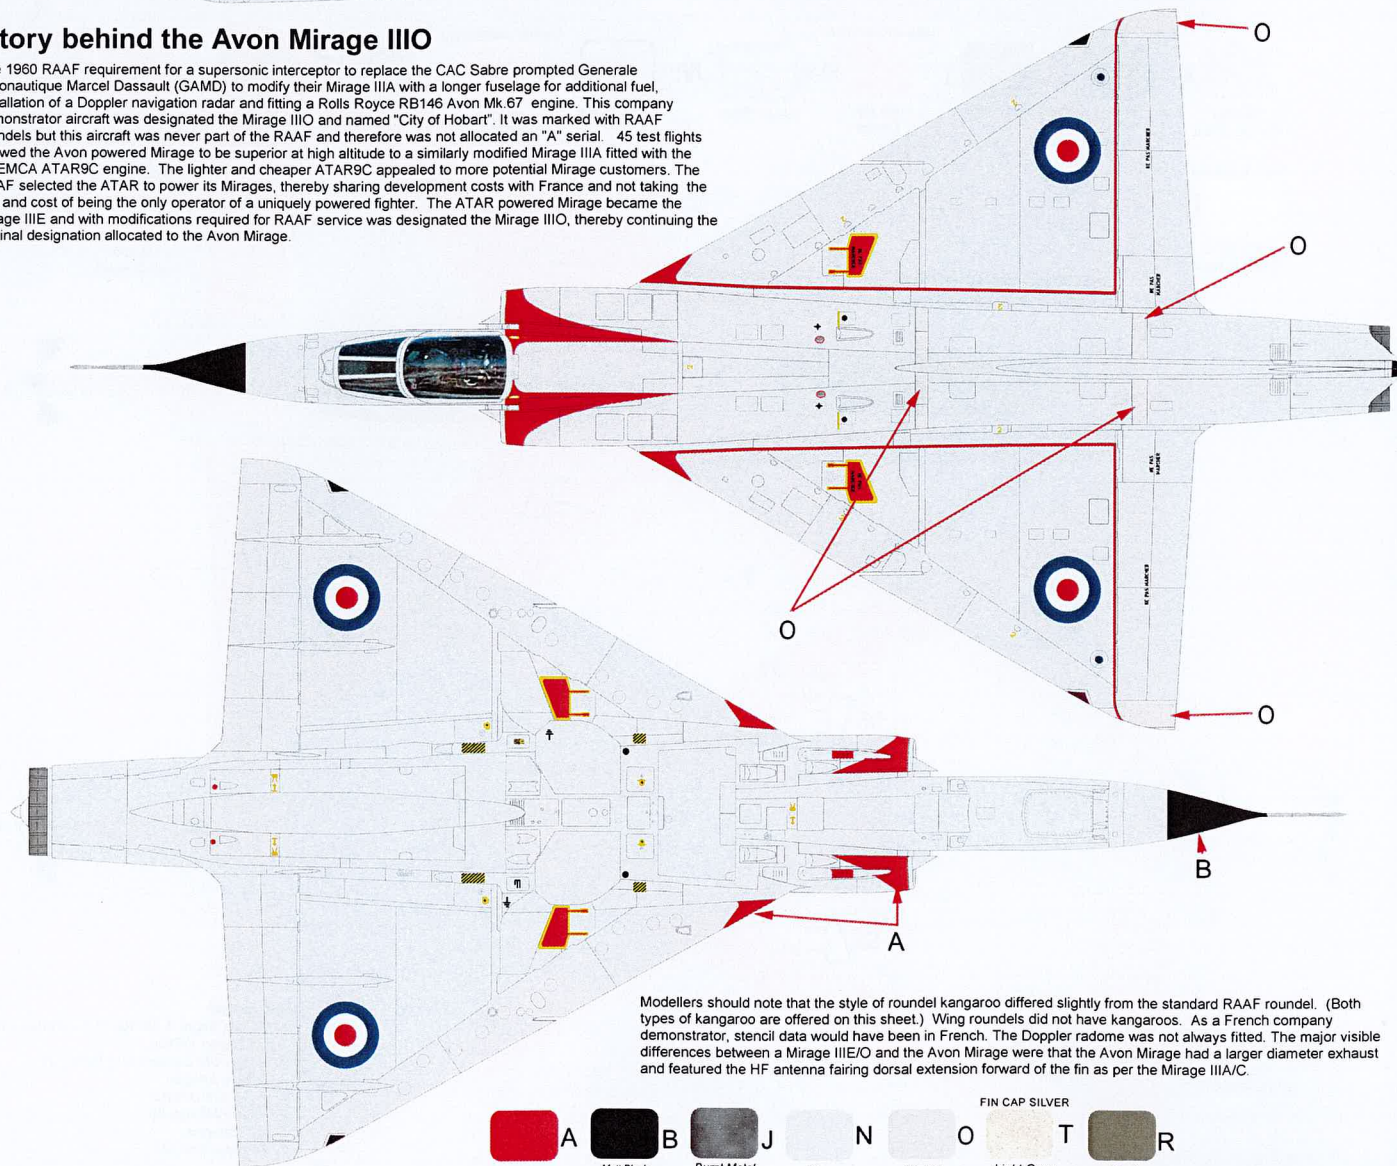 tory behind the Avon Mirage IIIO
1960 RAAF requirement for a supersonic interceptor to replace the CAC Sabre prompted Generale
onautique Marcel Dassault (GAMD) to modify their Mirage IIIA with a longer fuselage for additional fuel,
allation of a Doppler navigation radar and fitting a Rolls Royce RB146 Avon Mk.67 engine. This company
nonstrator aircraft was designated the Mirage IIIO and named "City of Hobart". It was marked with RAAF
ndels but this aircraft was never part of the RAAF and therefore was not allocated an "A" serial. 45 test flights
wed the Avon powered Mirage to be superior at high altitude to a similarly modified Mirage IIIA fitted with the
EMCA ATAR9C engine. The lighter and cheaper ATAR9C appealed to more potential Mirage customers. The
AF selected the ATAR to power its Mirages, thereby sharing development costs with France and not taking the
and cost of being the only operator of a uniquely powered fighter. The ATAR powered Mirage became the
age IIIE and with modifications required for RAAF service was designated the Mirage IIIO, thereby continuing the
inal designation allocated to the Avon Mirage.
O
NE PAS MARCHER
O
NE PAS
MARCHER
NE PAS
MARCHER
NE PAS MARCHER
O
O
B
A
Modellers should note that the style of roundel kangaroo differed slightly from the standard RAAF roundel. (Both
types of kangaroo are offered on this sheet.) Wing roundels did not have kangaroos. As a French company
demonstrator, stencil data would have been in French. The Doppler radome was not always fitted. The major visible
differences between a Mirage IIIE/O and the Avon Mirage were that the Avon Mirage had a larger diameter exhaust
and featured the HF antenna fairing dorsal extension forward of the fin as per the Mirage IIIA/C.
FIN CAP SILVER
A B J N O T R
Burnt Metal